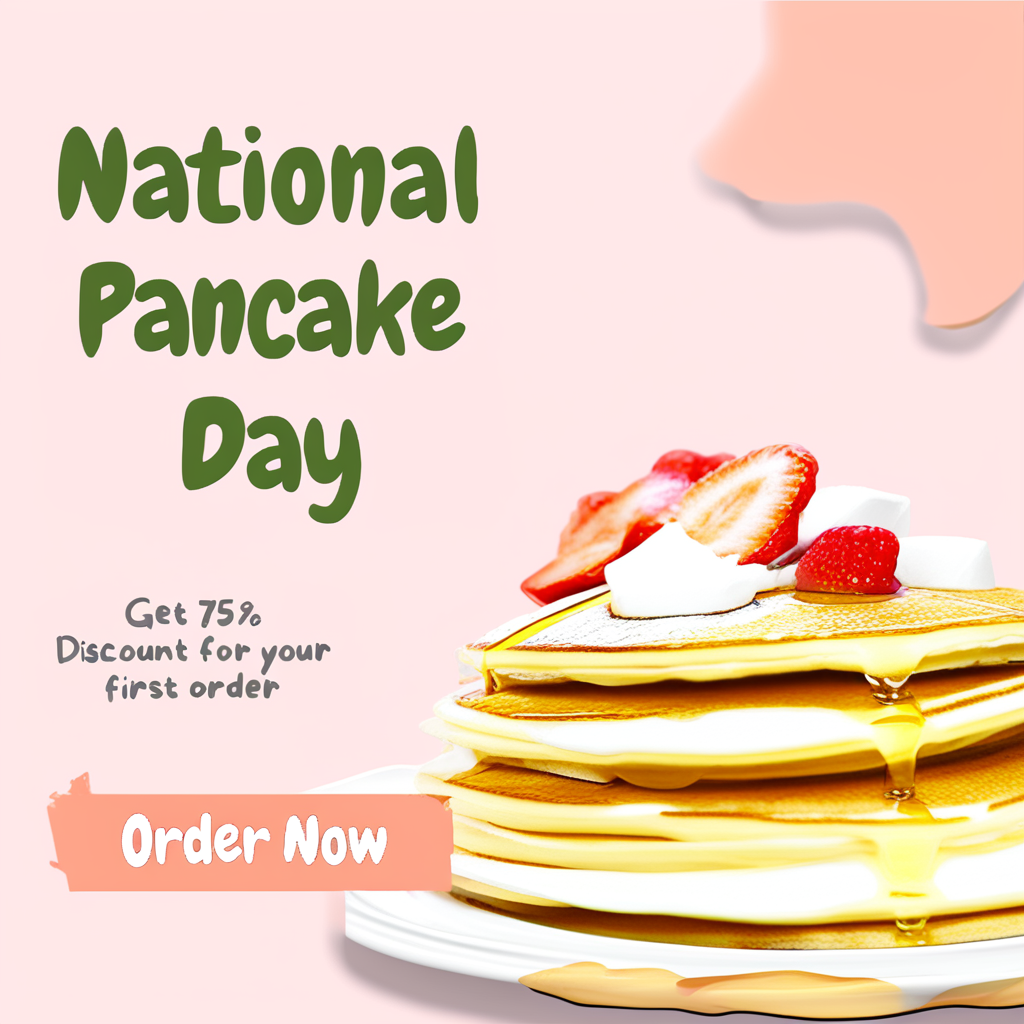 National
Pancake
Day
Get 75%
Discount for your
first order
Order Now